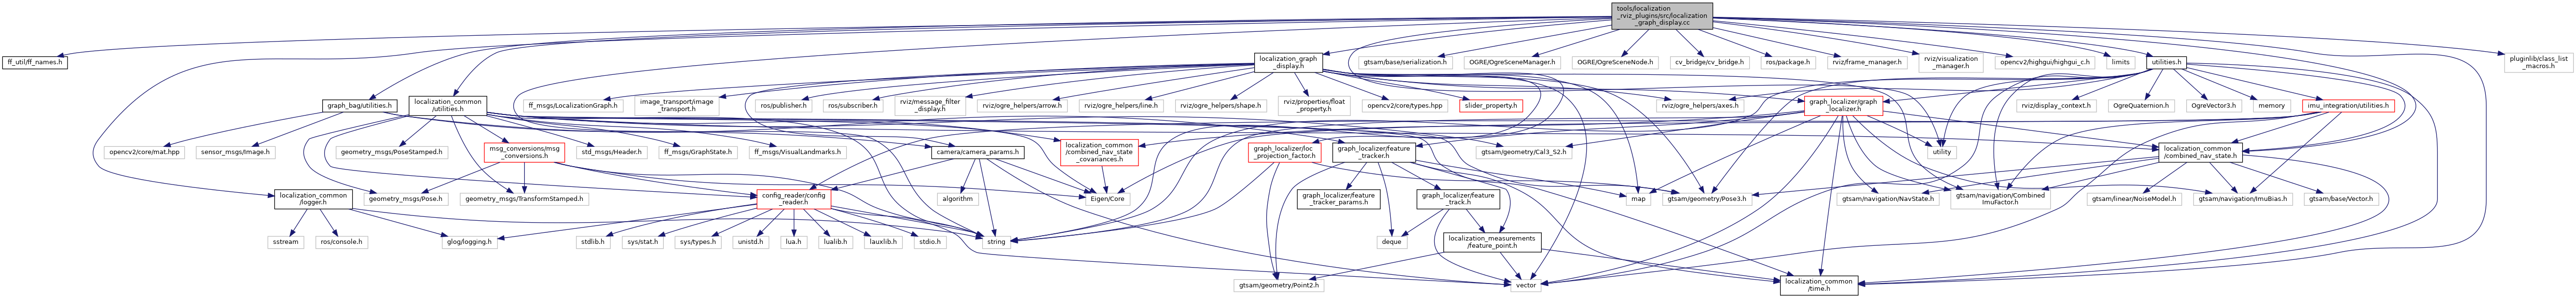 tools/localization
_rviz_plugins/src/localization
_graph_display.cc
ff_util/ff_names.h
localization_graph
_display.h
gtsam/base/serialization.h
OGRE/OgreSceneManager.h
OGRE/OgreSceneNode.h
cv_bridge/cv_bridge.h
ros/package.h
rviz/frame_manager.h
rviz/visualization
_manager.h
opencv2/highgui/highgui_c.h
limits
utilities.h
pluginlib/class_list
_macros.h
graph_bag/utilities.h
localization_common
/utilities.h
ff_msgs/LocalizationGraph.h
image_transport/image
_transport.h
ros/publisher.h
ros/subscriber.h
rviz/message_filter
_display.h
rviz/ogre_helpers/arrow.h
rviz/ogre_helpers/line.h
rviz/ogre_helpers/shape.h
rviz/properties/float
_property.h
opencv2/core/types.hpp
slider_property.h
rviz/ogre_helpers/axes.h
graph_localizer/graph
_localizer.h
rviz/display_context.h
OgreQuaternion.h
OgreVector3.h
memory
imu_integration/utilities.h
opencv2/core/mat.hpp
sensor_msgs/Image.h
geometry_msgs/PoseStamped.h
msg_conversions/msg
_conversions.h
std_msgs/Header.h
ff_msgs/GraphState.h
ff_msgs/VisualLandmarks.h
camera/camera_params.h
localization_common
/combined_nav_state
_covariances.h
graph_localizer/loc
_projection_factor.h
graph_localizer/feature
_tracker.h
gtsam/geometry/Cal3_S2.h
utility
localization_common
/combined_nav_state.h
localization_common
/logger.h
geometry_msgs/Pose.h
geometry_msgs/TransformStamped.h
config_reader/config
_reader.h
algorithm
Eigen/Core
graph_localizer/feature
_tracker_params.h
graph_localizer/feature
_track.h
map
gtsam/geometry/Pose3.h
gtsam/navigation/NavState.h
gtsam/navigation/Combined
ImuFactor.h
gtsam/linear/NoiseModel.h
gtsam/navigation/ImuBias.h
gtsam/base/Vector.h
sstream
ros/console.h
glog/logging.h
stdlib.h
sys/stat.h
sys/types.h
unistd.h
lua.h
lualib.h
lauxlib.h
stdio.h
string
deque
localization_measurements
/feature_point.h
gtsam/geometry/Point2.h
vector
localization_common
/time.h